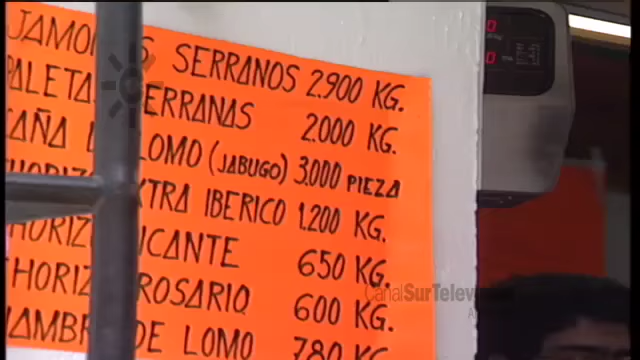 JAMONES SERRANOS 2.900 KG.
PALETAS SERRANAS 2.000 KG.
CAÑA DE LOMO (JABUGO) 3.000 PIEZA
CHORIZO EXTRA IBERICO 1.200 KG.
CHORIZO PICANTE 650 KG.
CHORIZO ROSARIO 600 KG.
FIAMBRE DE LOMO 780 KG
CanalSurTelev